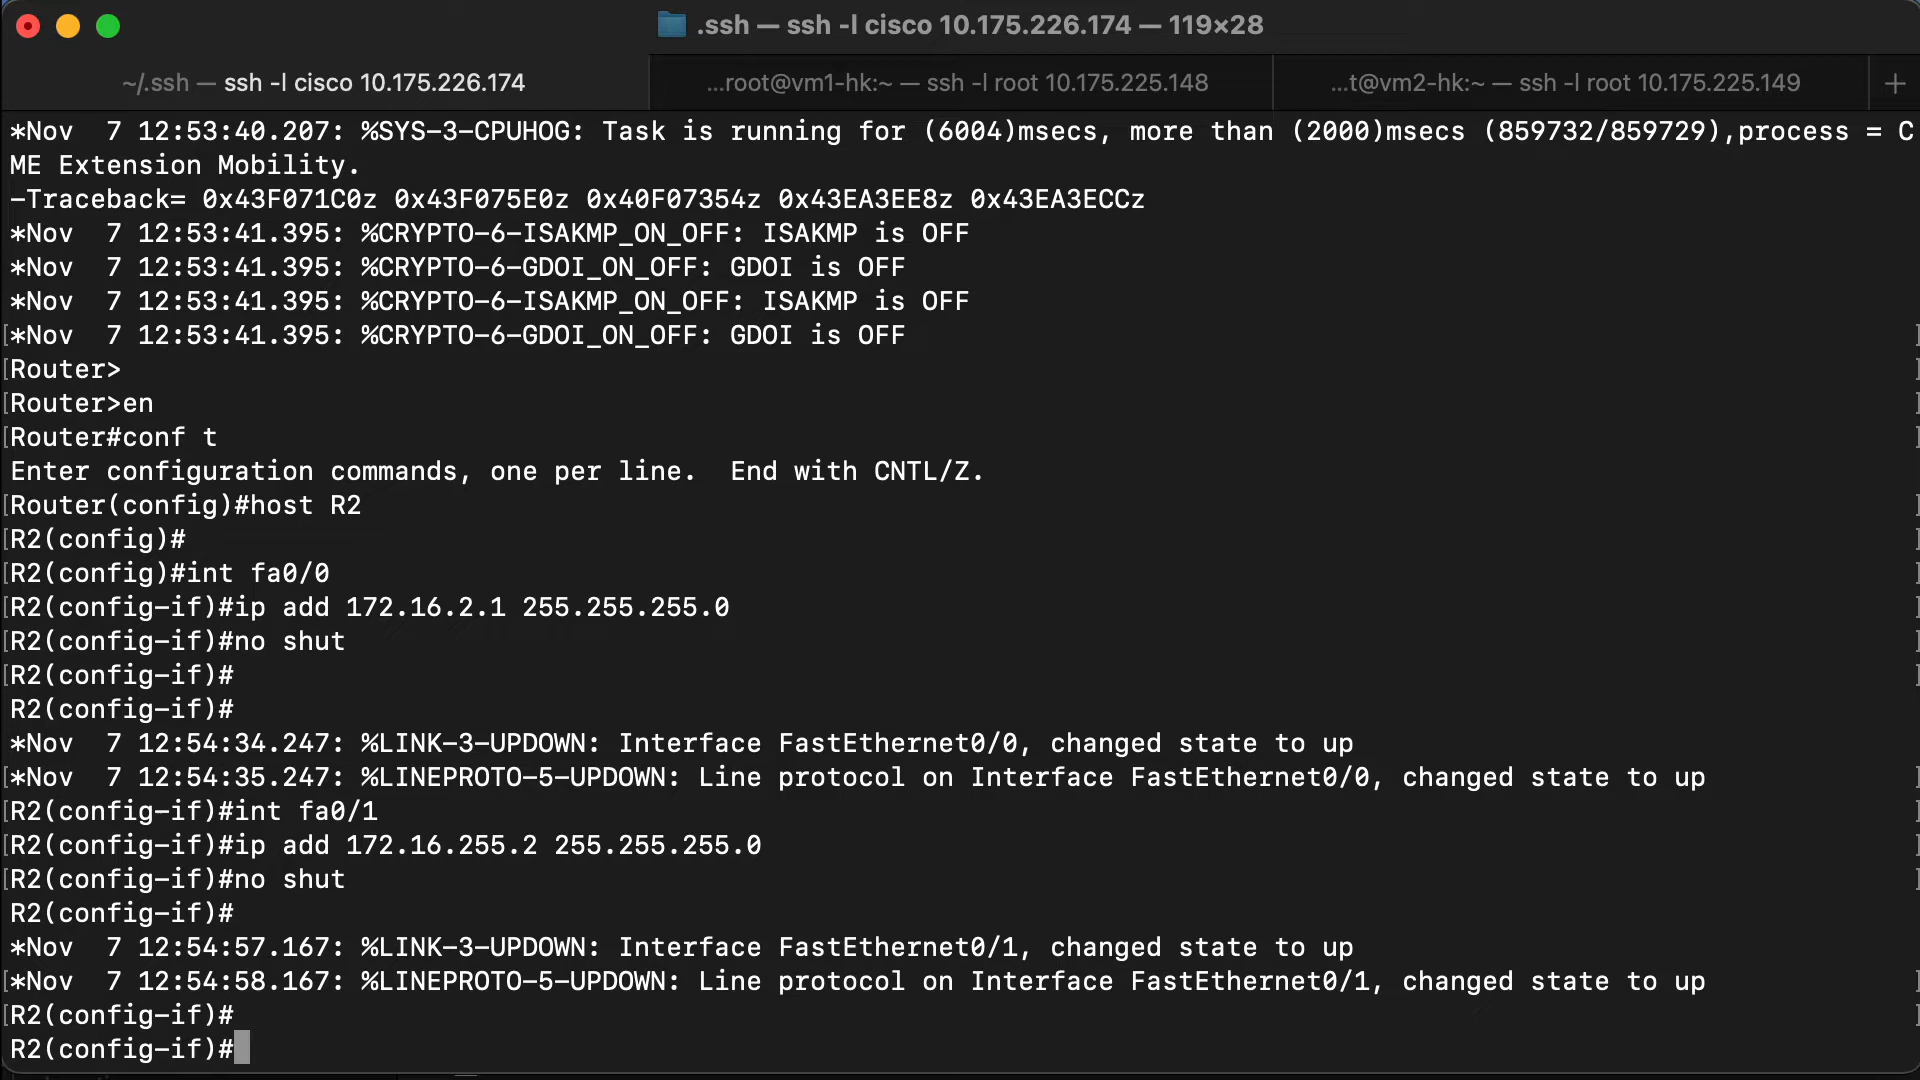 .ssh — ssh -l cisco 10.175.226.174 — 119×28
~/.ssh — ssh -l cisco 10.175.226.174
...root@vm1-hk:~ — ssh -l root 10.175.225.148
...t@vm2-hk:~ — ssh -l root 10.175.225.149
+
*Nov  7 12:53:40.207: %SYS-3-CPUHOG: Task is running for (6004)msecs, more than (2000)msecs (859732/859729),process = C
ME Extension Mobility.
-Traceback= 0x43F071C0z 0x43F075E0z 0x40F07354z 0x43EA3EE8z 0x43EA3ECCz
*Nov  7 12:53:41.395: %CRYPTO-6-ISAKMP_ON_OFF: ISAKMP is OFF
*Nov  7 12:53:41.395: %CRYPTO-6-GDOI_ON_OFF: GDOI is OFF
*Nov  7 12:53:41.395: %CRYPTO-6-ISAKMP_ON_OFF: ISAKMP is OFF
*Nov  7 12:53:41.395: %CRYPTO-6-GDOI_ON_OFF: GDOI is OFF
Router>
Router>en
Router#conf t
Enter configuration commands, one per line.  End with CNTL/Z.
Router(config)#host R2
R2(config)#
R2(config)#int fa0/0
R2(config-if)#ip add 172.16.2.1 255.255.255.0
R2(config-if)#no shut
R2(config-if)#
R2(config-if)#
*Nov  7 12:54:34.247: %LINK-3-UPDOWN: Interface FastEthernet0/0, changed state to up
*Nov  7 12:54:35.247: %LINEPROTO-5-UPDOWN: Line protocol on Interface FastEthernet0/0, changed state to up
R2(config-if)#int fa0/1
R2(config-if)#ip add 172.16.255.2 255.255.255.0
R2(config-if)#no shut
R2(config-if)#
*Nov  7 12:54:57.167: %LINK-3-UPDOWN: Interface FastEthernet0/1, changed state to up
*Nov  7 12:54:58.167: %LINEPROTO-5-UPDOWN: Line protocol on Interface FastEthernet0/1, changed state to up
R2(config-if)#
R2(config-if)#